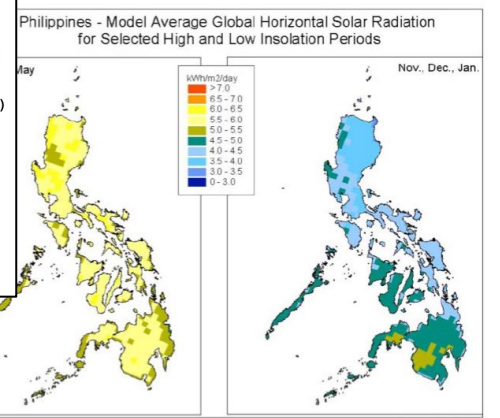 Philippines - Model Average Global Horizontal Solar Radiation
for Selected High and Low Insolation Periods
May
)
Nov., Dec., Jan.
kWh/m2/day
> 7.0
6.5 - 7.0
6.0 - 6.5
5.5 - 6.0
5.0 - 5.5
4.5 - 5.0
4.0 - 4.5
3.5 - 4.0
3.0 - 3.5
0 - 3.0